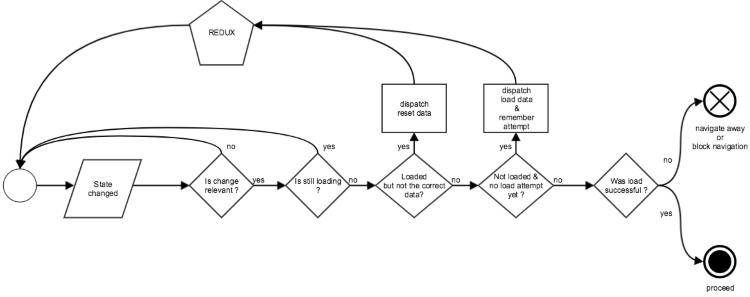 REDUX
dispatch
reset data
dispatch
load data
&
remember
attempt
navigate away
or
block navigation
no
yes
yes
yes
no
State
changed
Is change
relevant ?
yes
Is still loading
?
no
Loaded
but not the correct
data?
no
Not loaded &
no load attempt
yet ?
no
Was load
successful ?
yes
proceed